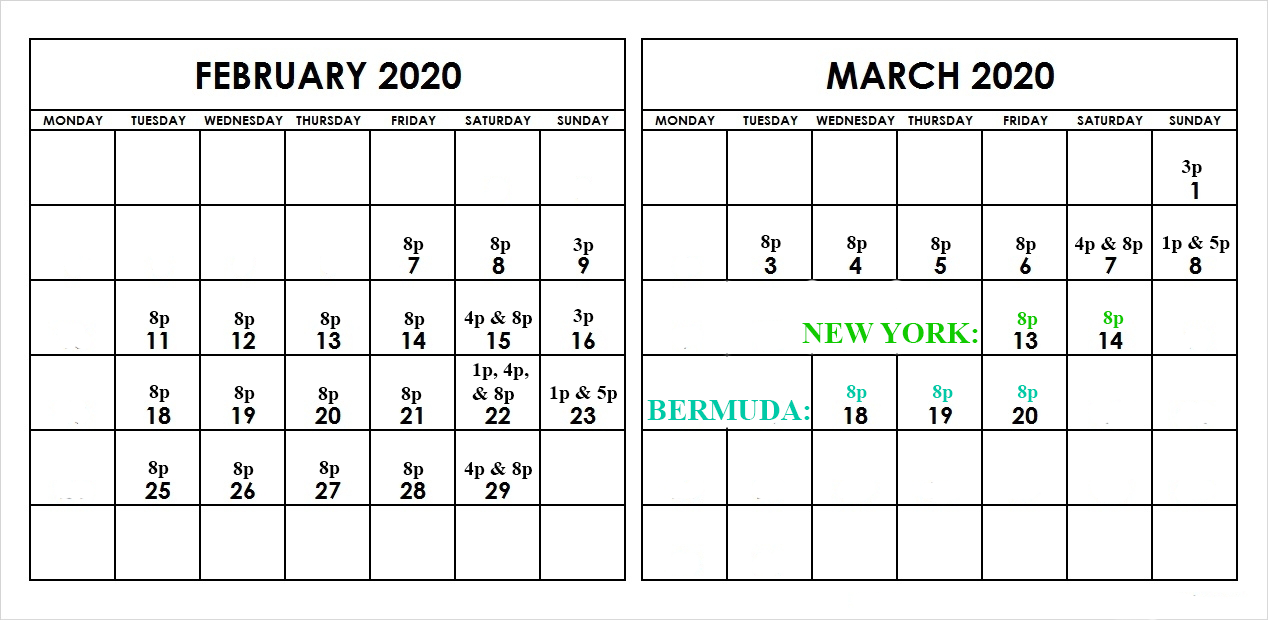 FEBRUARY 2020
MONDAY TUESDAY WEDNESDAY THURSDAY FRIDAY SATURDAY SUNDAY
8p 8p 3p
7 8 9
8p 8p 8p 8p 4p & 8p 3p
11 12 13 14 15 16
1p, 4p,
8p 8p 8p 8p & 8p 1p & 5p
18 19 20 21 22 23
8p 8p 8p 8p 4p & 8p
25 26 27 28 29
MARCH 2020
MONDAY TUESDAY WEDNESDAY THURSDAY FRIDAY SATURDAY SUNDAY
3p
1
8p 8p 8p 8p 4p & 8p 1p & 5p
3 4 5 6 7 8
NEW YORK: 8p 8p
13 14
BERMUDA: 8p 8p 8p
18 19 20